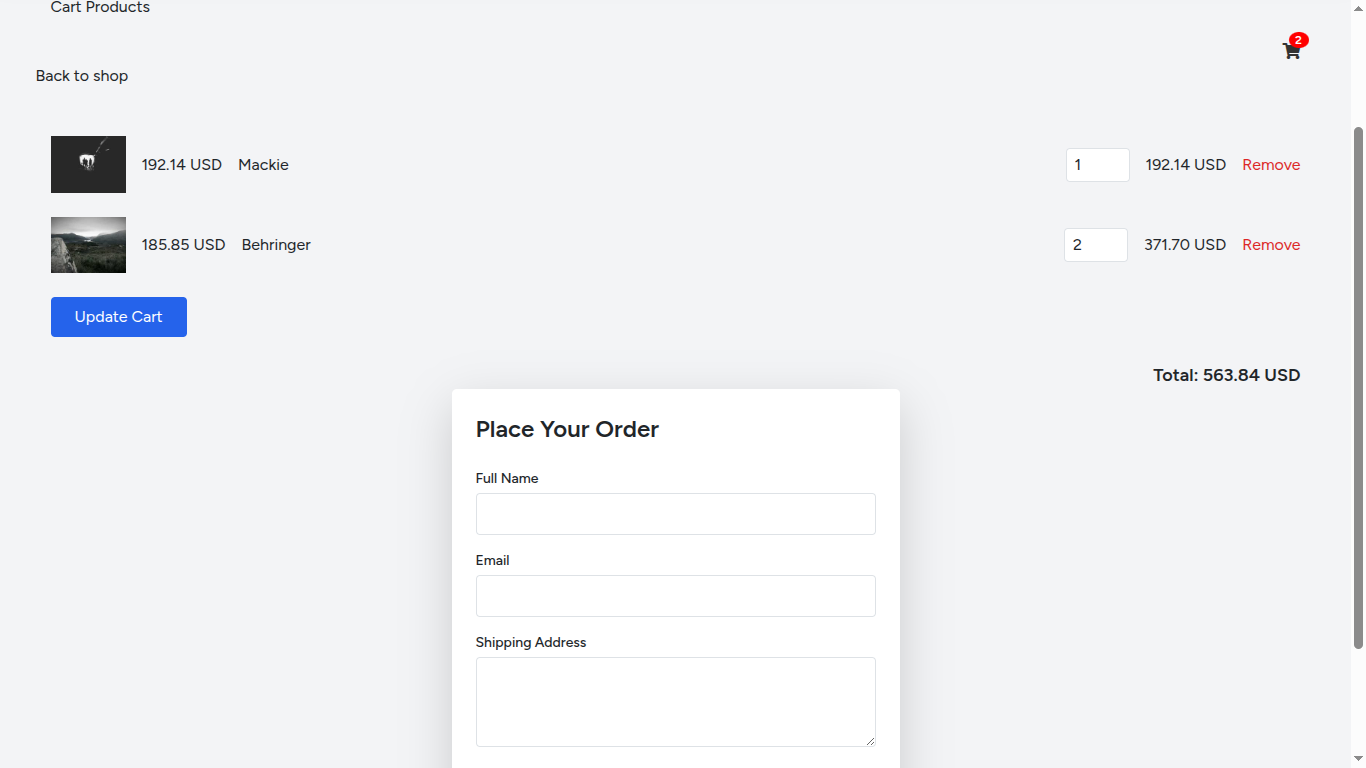 Cart Products
2
Back to shop
192.14 USD Mackie 1 192.14 USD Remove
185.85 USD Behringer 2 371.70 USD Remove
Update Cart
Total: 563.84 USD
Place Your Order
Full Name
Email
Shipping Address